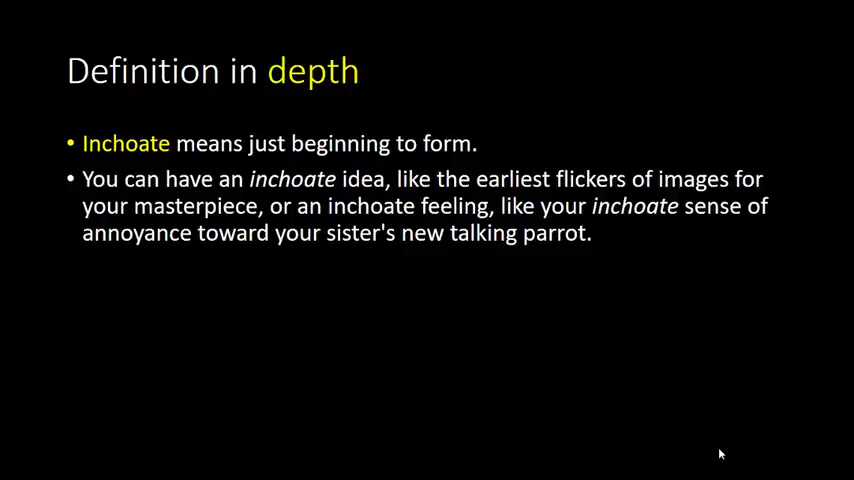 Definition in depth
• Inchoate means just beginning to form.
• You can have an inchoate idea, like the earliest flickers of images for
your masterpiece, or an inchoate feeling, like your inchoate sense of
annoyance toward your sister's new talking parrot.